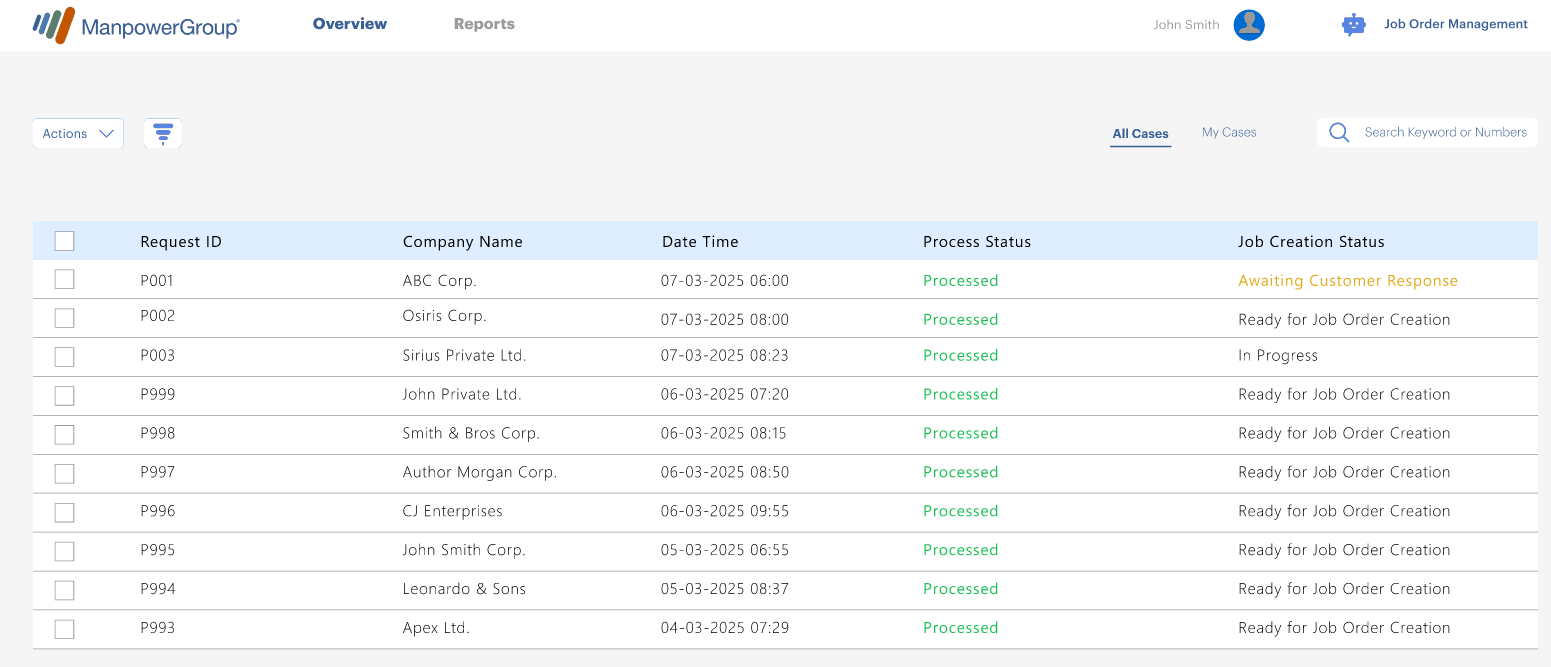 ManpowerGroup® Overview Reports John Smith Job Order Management
Actions All Cases My Cases Search Keyword or Numbers
Request ID Company Name Date Time Process Status Job Creation Status
P001 ABC Corp. 07-03-2025 06:00 Processed Awaiting Customer Response
P002 Osiris Corp. 07-03-2025 08:00 Processed Ready for Job Order Creation
P003 Sirius Private Ltd. 07-03-2025 08:23 Processed In Progress
P999 John Private Ltd. 06-03-2025 07:20 Processed Ready for Job Order Creation
P998 Smith & Bros Corp. 06-03-2025 08:15 Processed Ready for Job Order Creation
P997 Author Morgan Corp. 06-03-2025 08:50 Processed Ready for Job Order Creation
P996 CJ Enterprises 06-03-2025 09:55 Processed Ready for Job Order Creation
P995 John Smith Corp. 05-03-2025 06:55 Processed Ready for Job Order Creation
P994 Leonardo & Sons 05-03-2025 08:37 Processed Ready for Job Order Creation
P993 Apex Ltd. 04-03-2025 07:29 Processed Ready for Job Order Creation